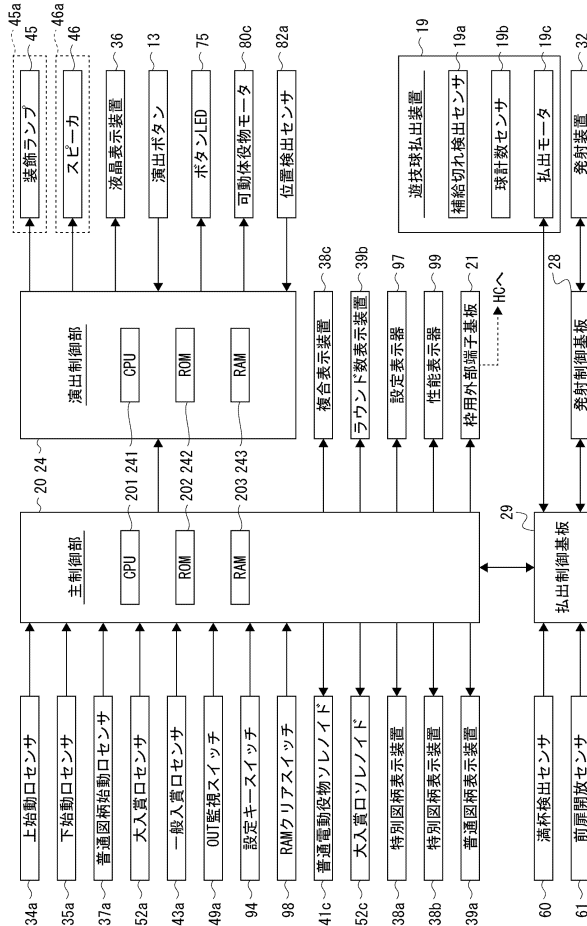 34a 上始動口センサ
35a 下始動口センサ
37a 普通図柄始動口センサ
52a 大入賞口センサ
43a 一般入賞口センサ
49a OUT監視スイッチ
94 設定キースイッチ
98 RAMクリアスイッチ
41c 普通電動役物ソレノイド
52c 大入賞口ソレノイド
38a 特別図柄表示装置
38b 特別図柄表示装置
39a 普通図柄表示装置
60 満杯検出センサ
61 前扉開放センサ
20
主制御部
CPU 201
ROM 202
RAM 203
29
払出制御基板
24
演出制御部
CPU 241
ROM 242
RAM 243
複合表示装置 38c
ラウンド数表示装置 39b
設定表示器 97
性能表示器 99
枠用外部端子基板 21
HCへ
28
発射制御基板
45a
装飾ランプ 45
46a
スピーカ 46
液晶表示装置 36
演出ボタン 13
ボタンLED 75
可動体役物モータ 80c
位置検出センサ 82a
19
遊技球払出装置
補給切れ検出センサ 19a
球計数センサ 19b
払出モータ 19c
発射装置 32